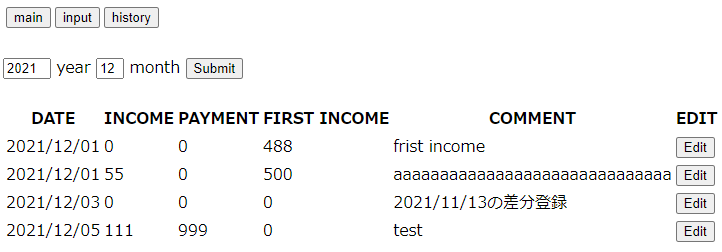 main input history
2021 year 12 month Submit
DATE INCOME PAYMENT FIRST INCOME COMMENT EDIT
2021/12/01 0 0 488 frist income Edit
2021/12/01 55 0 500 aaaaaaaaaaaaaaaaaaaaaaaaaaaaaa Edit
2021/12/03 0 0 0 2021/11/13の差分登録 Edit
2021/12/05 111 999 0 test Edit